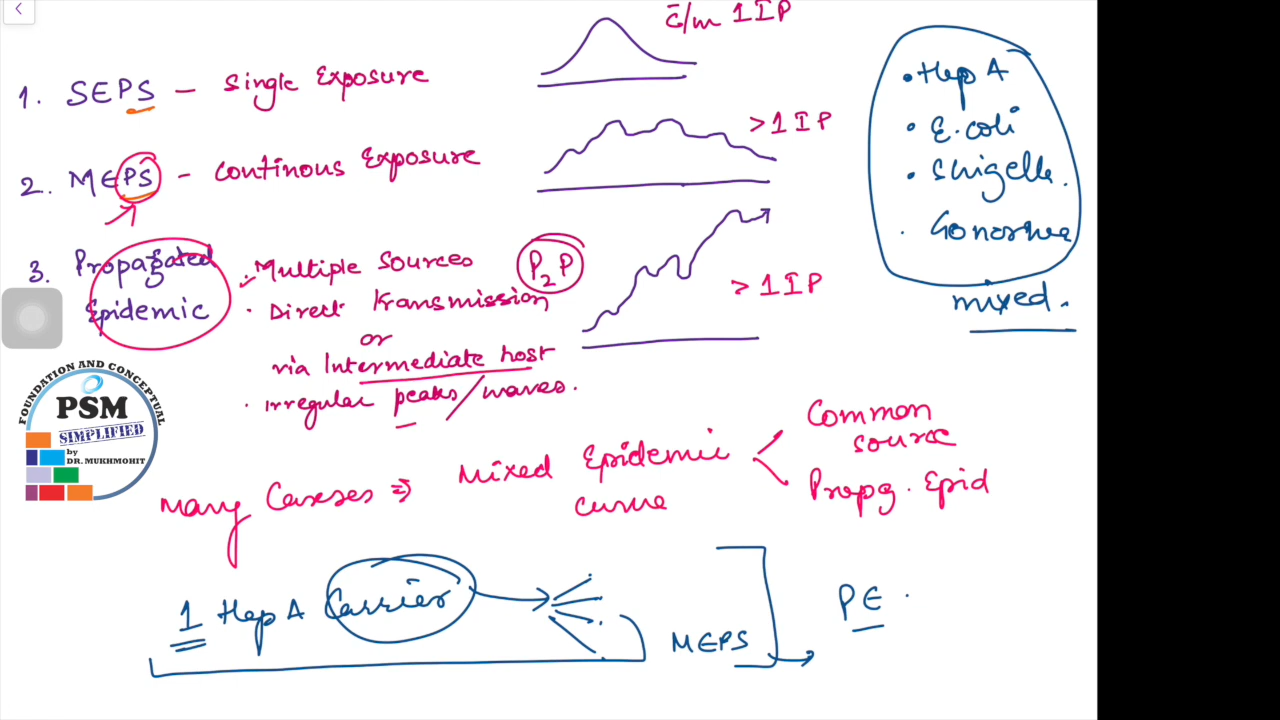 c̄/m 1 IP
1. SEPS - Single Exposure
2. MEPS - Continous Exposure
>1 IP
3. Propagated Epidemic
· Multiple Sources
P2P
· Direct transmission
or
via Intermediate host
· irregular peaks/waves.
>1 IP
· Hep A
· E.coli
· Shigella.
· Gonorrhea
mixed.
FOUNDATION AND CONCEPTUAL
PSM
SIMPLIFIED
by
DR. MUKHMOHIT
Many Caseses ⇒ Mixed Epidemic curve
Common source
Propg. Epid
1 Hep A Carrier
MEPS
PE.